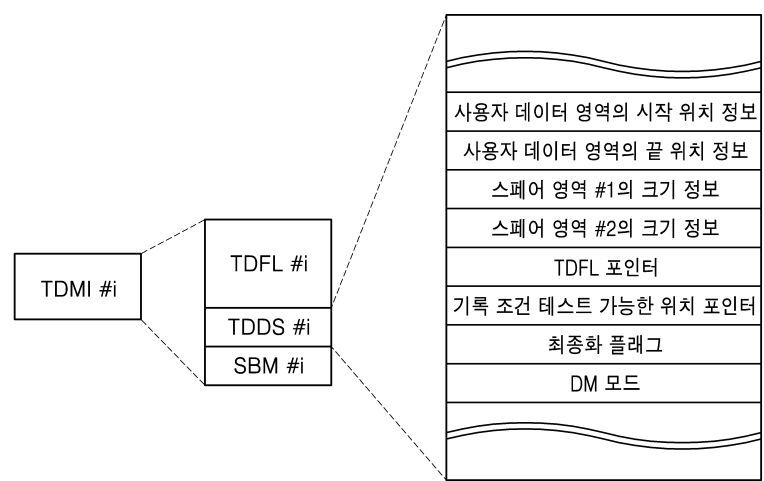 TDMI #i
TDFL #i
TDDS #i
SBM #i
사용자 데이터 영역의 시작 위치 정보
사용자 데이터 영역의 끝 위치 정보
스페어 영역 #1의 크기 정보
스페어 영역 #2의 크기 정보
TDFL 포인터
기록 조건 테스트 가능한 위치 포인터
최종화 플래그
DM 모드